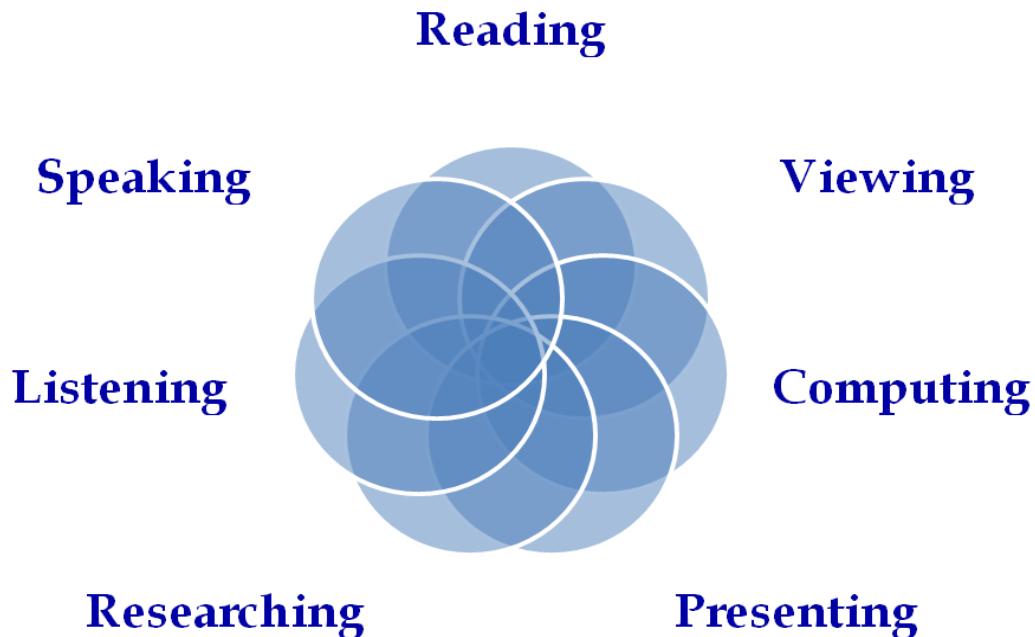 Reading
Speaking
Viewing
Listening
Computing
Researching
Presenting